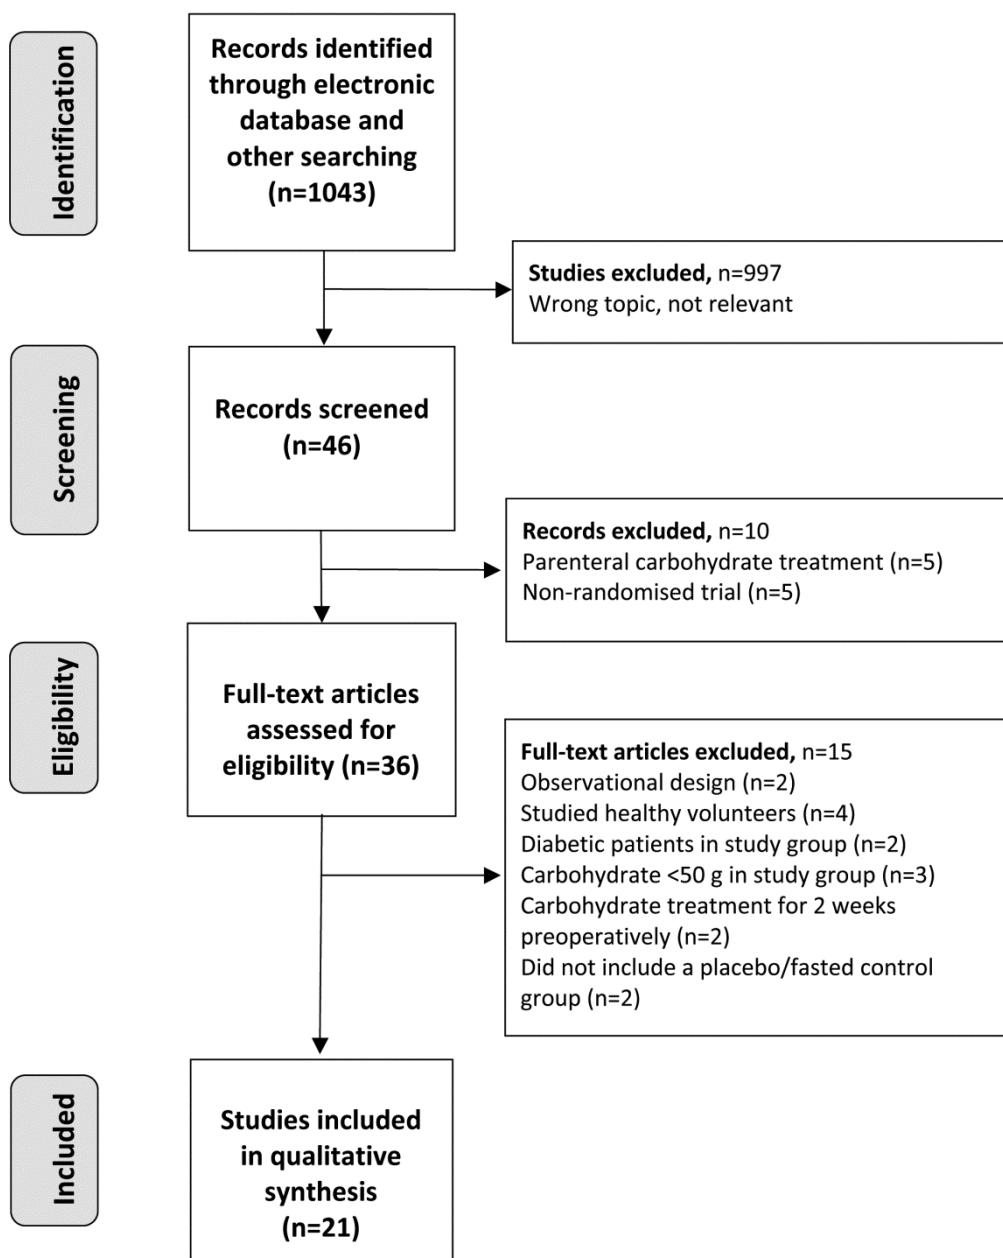 Identification
Records identified
through electronic
database and
other searching
(n=1043)
Studies excluded, n=997
Wrong topic, not relevant
Screening
Records screened
(n=46)
Records excluded, n=10
Parenteral carbohydrate treatment (n=5)
Non-randomised trial (n=5)
Eligibility
Full-text articles
assessed for
eligibility (n=36)
Full-text articles excluded, n=15
Observational design (n=2)
Studied healthy volunteers (n=4)
Diabetic patients in study group (n=2)
Carbohydrate <50 g in study group (n=3)
Carbohydrate treatment for 2 weeks
preoperatively (n=2)
Did not include a placebo/fasted control
group (n=2)
Included
Studies included
in qualitative
synthesis
(n=21)